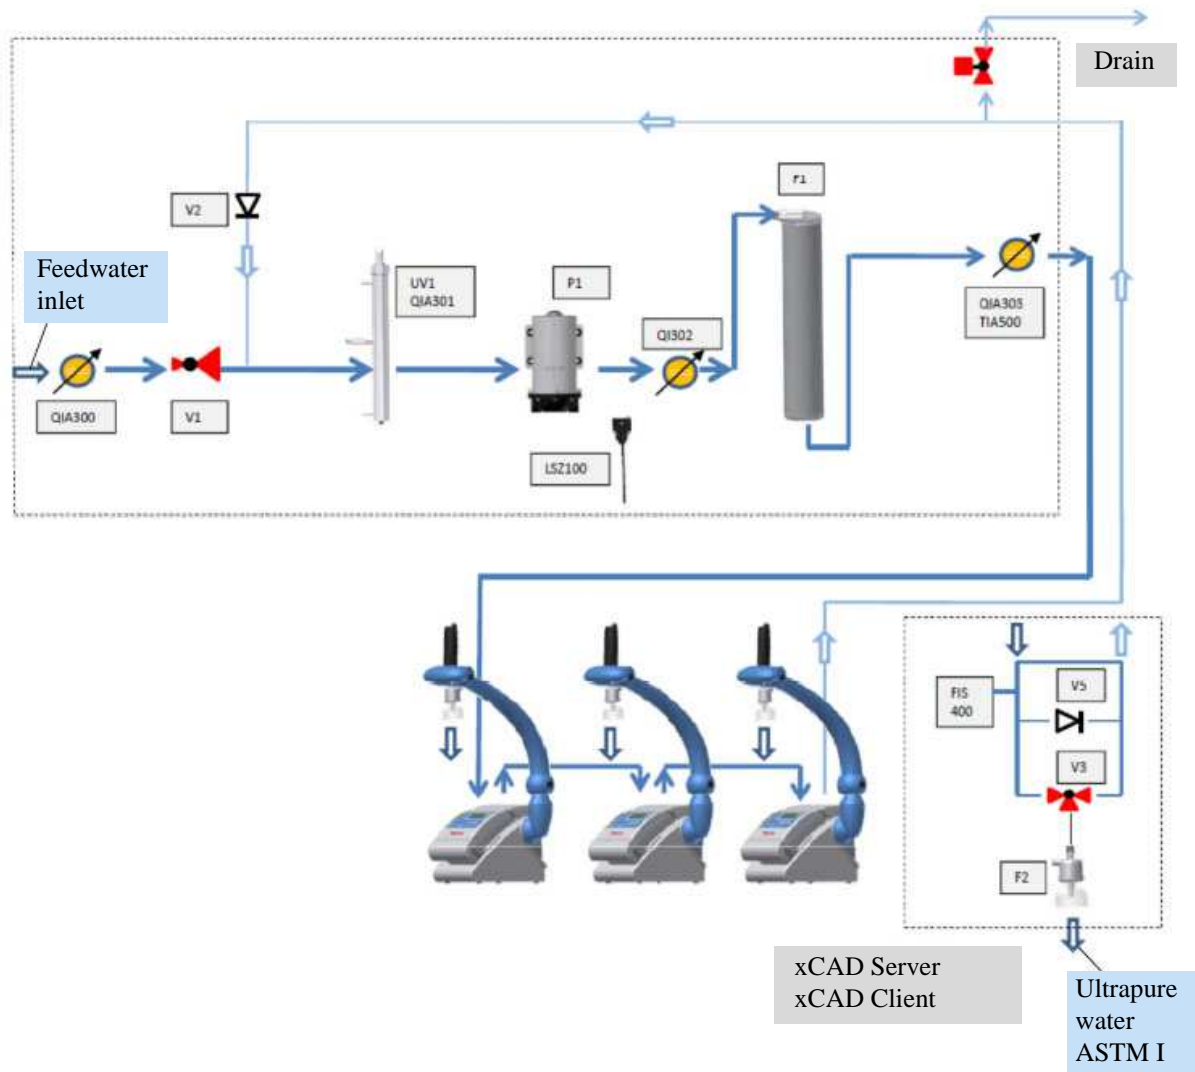 Drain
F1
V2
Feedwater
inlet
UV1
QIA301
P1
QI302
QIA303
TIA500
QIA300
V1
LSZ100
FIS
400
V5
V3
F2
xCAD Server
xCAD Client
Ultrapure
water
ASTM I